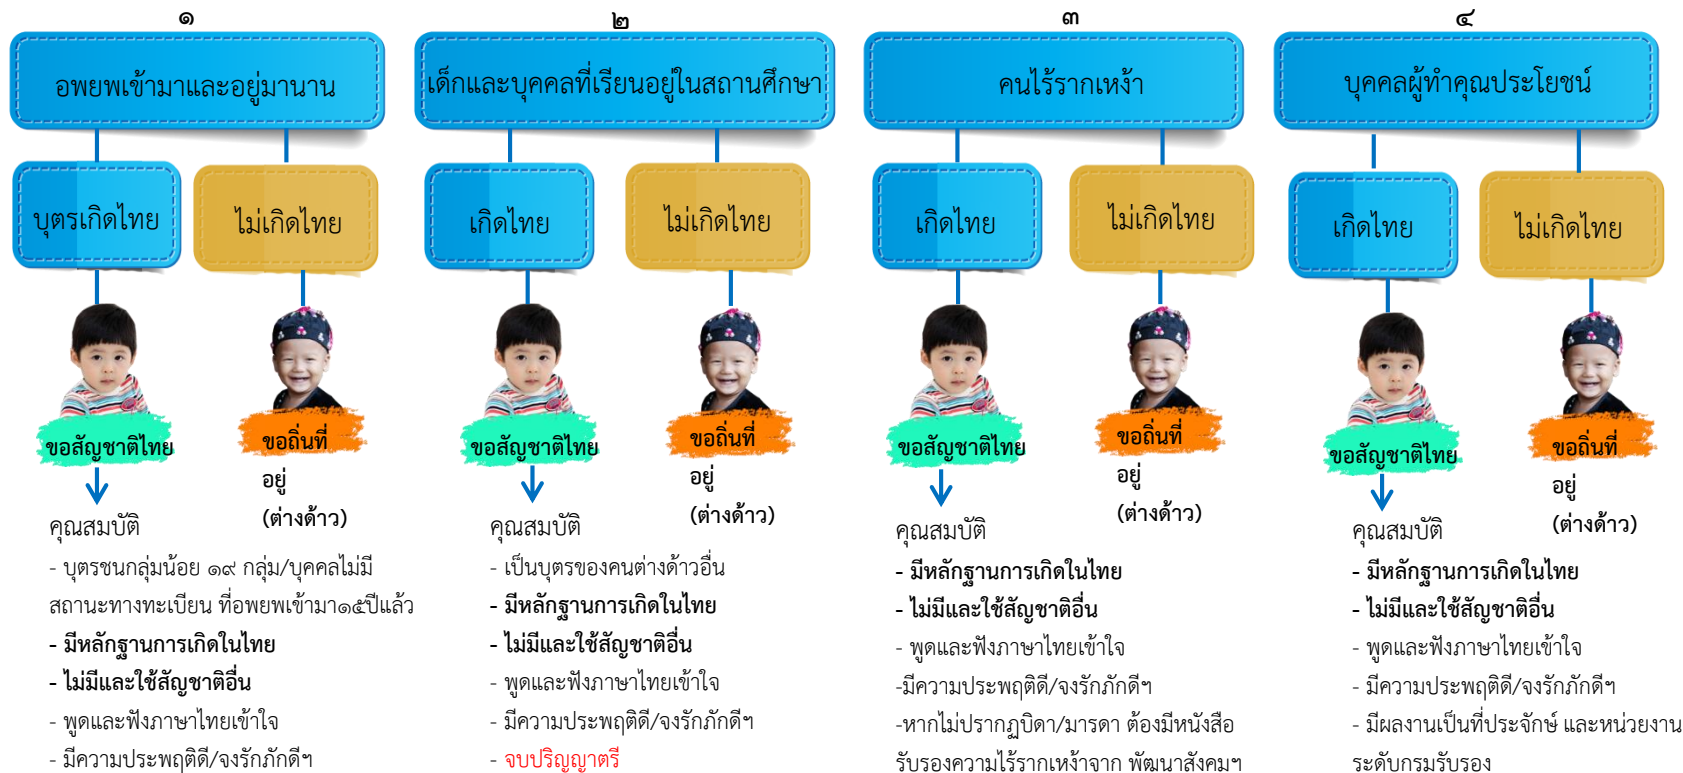 ๑
อพยพเข้ามาและอยู่มานาน
บุตรเกิดไทย
ไม่เกิดไทย
ขอสัญชาติไทย
ขอถิ่นที่
อยู่
(ต่างด้าว)
คุณสมบัติ
- บุตรชนกลุ่มน้อย ๑๙ กลุ่ม/บุคคลไม่มี
สถานะทางทะเบียน ที่อพยพเข้ามา๑๕ปีแล้ว
- มีหลักฐานการเกิดในไทย
- ไม่มีและใช้สัญชาติอื่น
- พูดและฟังภาษาไทยเข้าใจ
- มีความประพฤติดี/จงรักภักดีฯ
๒
เด็กและบุคคลที่เรียนอยู่ในสถานศึกษา
เกิดไทย
ไม่เกิดไทย
ขอสัญชาติไทย
ขอถิ่นที่
อยู่
(ต่างด้าว)
คุณสมบัติ
- เป็นบุตรของคนต่างด้าวอื่น
- มีหลักฐานการเกิดในไทย
- ไม่มีและใช้สัญชาติอื่น
- พูดและฟังภาษาไทยเข้าใจ
- มีความประพฤติดี/จงรักภักดีฯ
- จบปริญญาตรี
๓
คนไร้รากเหง้า
เกิดไทย
ไม่เกิดไทย
ขอสัญชาติไทย
ขอถิ่นที่
อยู่
(ต่างด้าว)
คุณสมบัติ
- มีหลักฐานการเกิดในไทย
- ไม่มีและใช้สัญชาติอื่น
- พูดและฟังภาษาไทยเข้าใจ
-มีความประพฤติดี/จงรักภักดีฯ
-หากไม่ปรากฏบิดา/มารดา ต้องมีหนังสือ
รับรองความไร้รากเหง้าจาก พัฒนาสังคมฯ
๔
บุคคลผู้ทำคุณประโยชน์
เกิดไทย
ไม่เกิดไทย
ขอสัญชาติไทย
ขอถิ่นที่
อยู่
(ต่างด้าว)
คุณสมบัติ
- มีหลักฐานการเกิดในไทย
- ไม่มีและใช้สัญชาติอื่น
- พูดและฟังภาษาไทยเข้าใจ
- มีความประพฤติดี/จงรักภักดีฯ
- มีผลงานเป็นที่ประจักษ์ และหน่วยงาน
ระดับกรมรับรอง